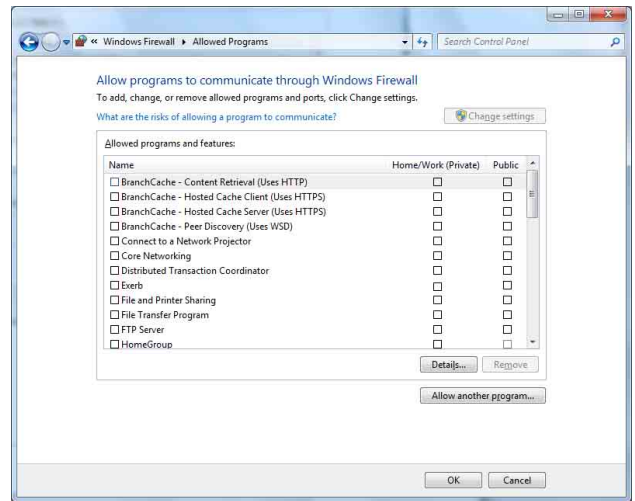 « Windows Firewall ▸ Allowed Programs
Search Control Panel
Allow programs to communicate through Windows Firewall
To add, change, or remove allowed programs and ports, click Change settings.
What are the risks of allowing a program to communicate?
Change settings
Allowed programs and features:
Name Home/Work (Private) Public
BranchCache - Content Retrieval (Uses HTTP)
BranchCache - Hosted Cache Client (Uses HTTPS)
BranchCache - Hosted Cache Server (Uses HTTPS)
BranchCache - Peer Discovery (Uses WSD)
Connect to a Network Projector
Core Networking
Distributed Transaction Coordinator
Exerb
File and Printer Sharing
File Transfer Program
FTP Server
HomeGroup
Details... Remove
Allow another program...
OK Cancel